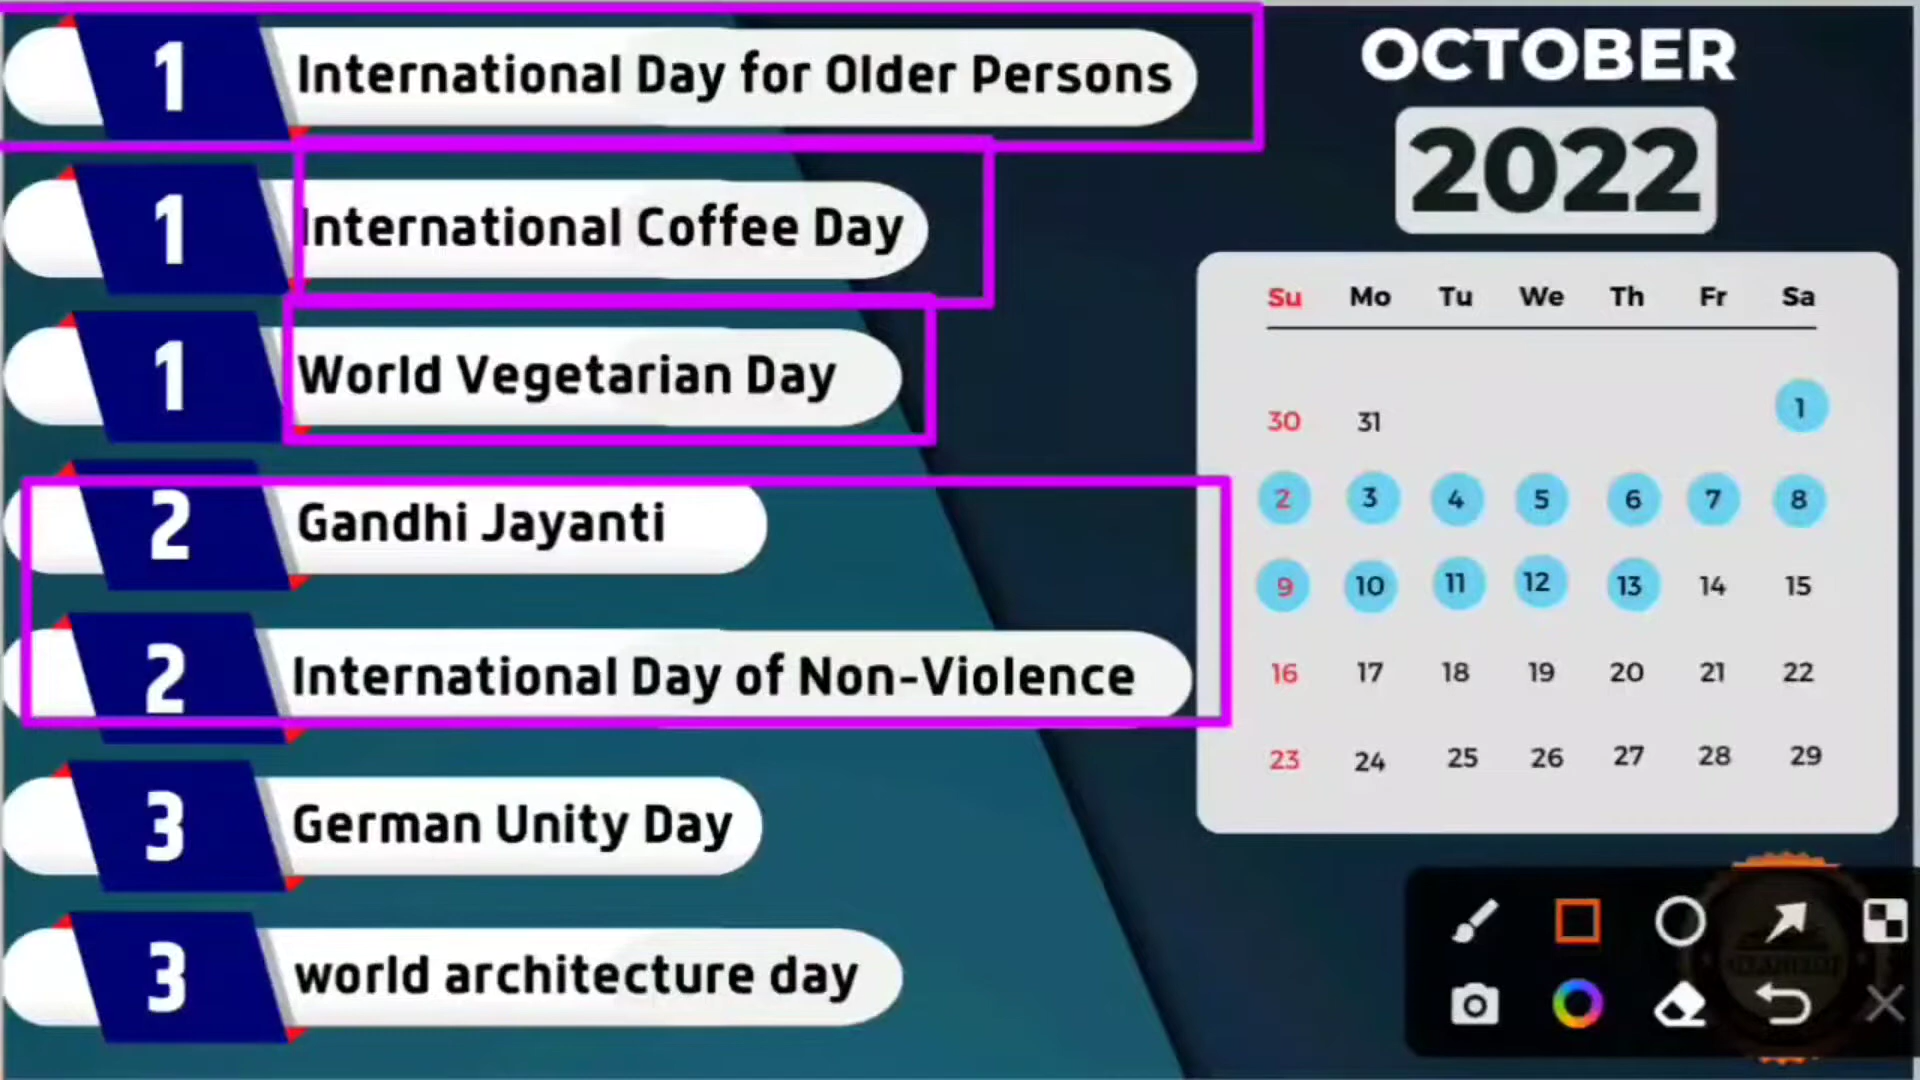 1 International Day for Older Persons
1 International Coffee Day
1 World Vegetarian Day
2 Gandhi Jayanti
2 International Day of Non-Violence
3 German Unity Day
3 world architecture day
OCTOBER
2022
Su Mo Tu We Th Fr Sa
30 31 1
2 3 4 5 6 7 8
9 10 11 12 13 14 15
16 17 18 19 20 21 22
23 24 25 26 27 28 29